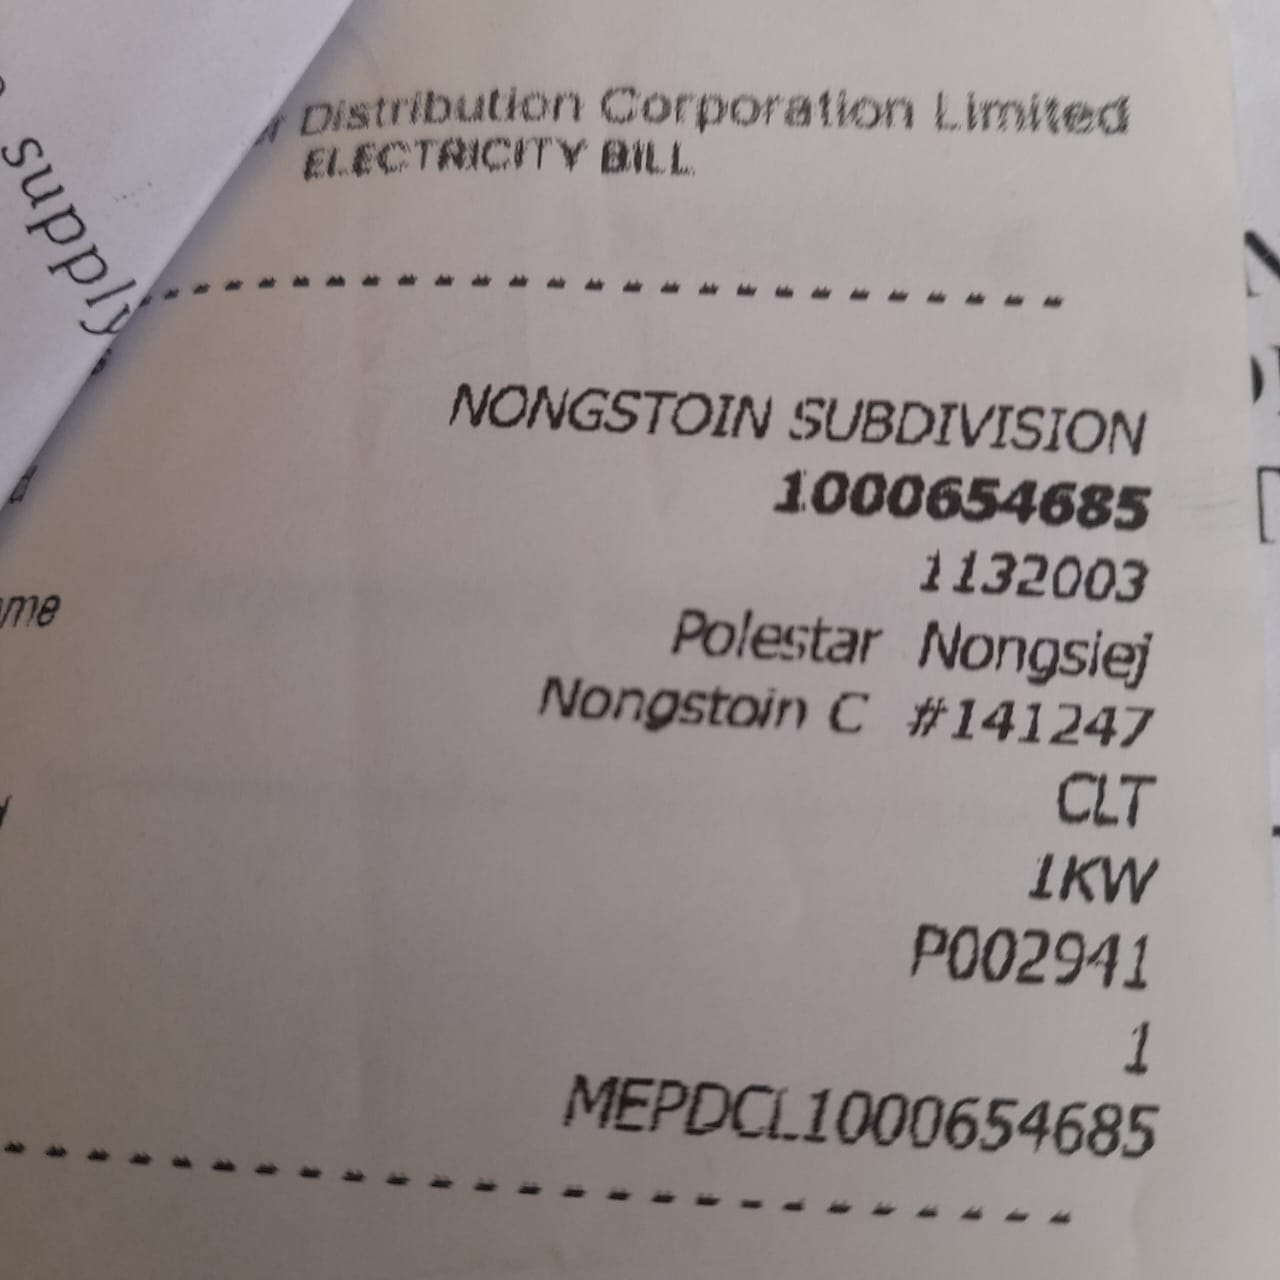 supply
Distribution Corporation Limited
ELECTRICITY BILL
NONGSTOIN SUBDIVISION
1000654685
1132003
Polestar Nongsiej
Nongstoin C #141247
CLT
1KW
P002941
1
MEPDCL1000654685